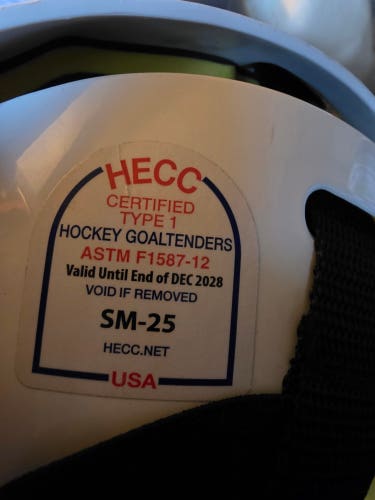 HECC
CERTIFIED
TYPE 1
HOCKEY GOALTENDERS
ASTM F1587-12
Valid Until End of DEC 2028
VOID IF REMOVED
SM-25
HECC.NET
USA